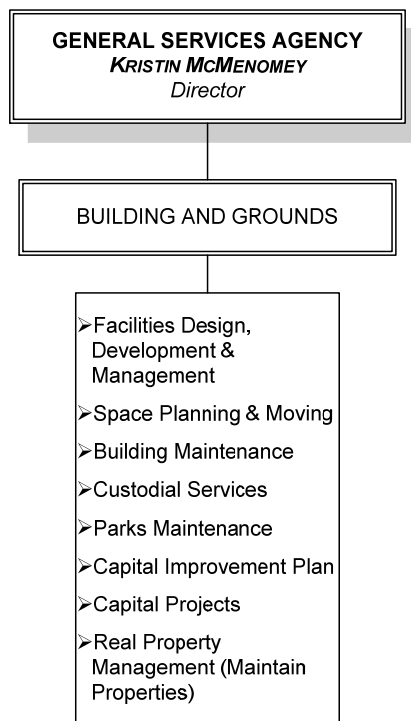 GENERAL SERVICES AGENCY
KRISTIN MCMENOMEY
Director
BUILDING AND GROUNDS
➢Facilities Design,
Development &
Management
➢Space Planning & Moving
➢Building Maintenance
➢Custodial Services
➢Parks Maintenance
➢Capital Improvement Plan
➢Capital Projects
➢Real Property
Management (Maintain
Properties)